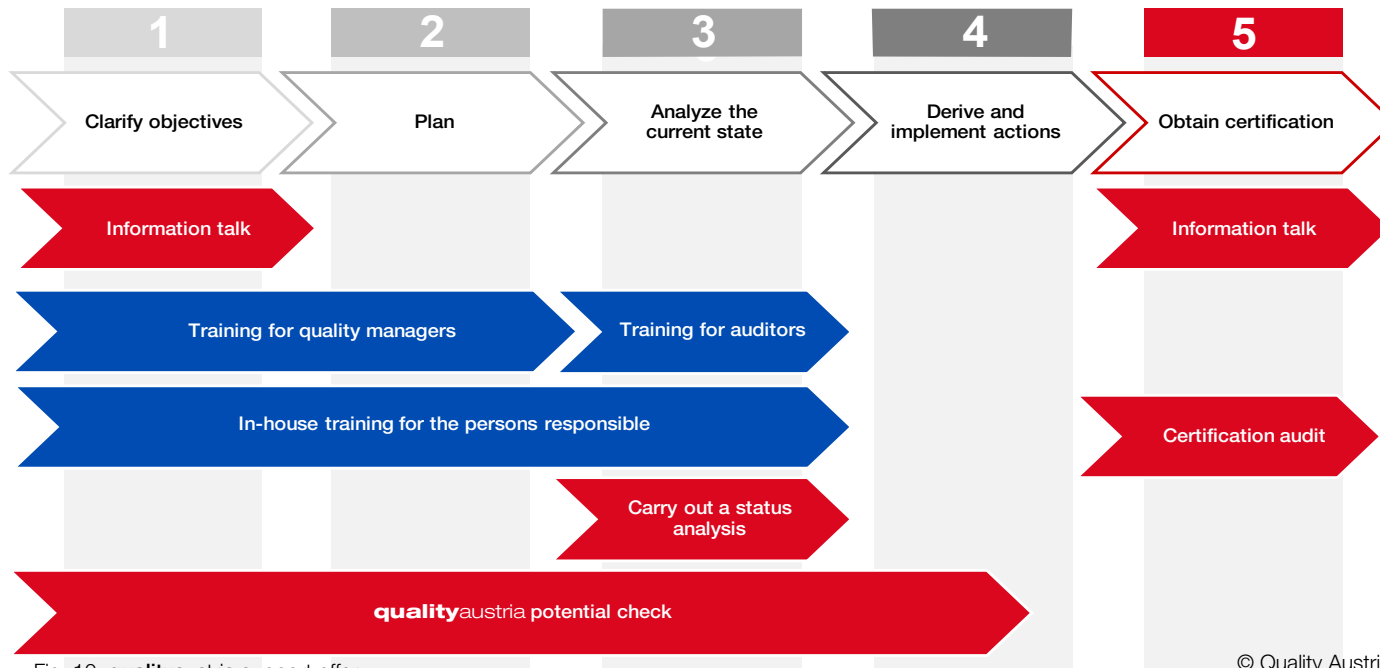 1
2
3
4
5
Clarify objectives
Plan
Analyze the
current state
Derive and
implement actions
Obtain certification
Information talk
Information talk
Training for quality managers
Training for auditors
In-house training for the persons responsible
Certification audit
Carry out a status
analysis
qualityaustria potential check
© Quality Austri